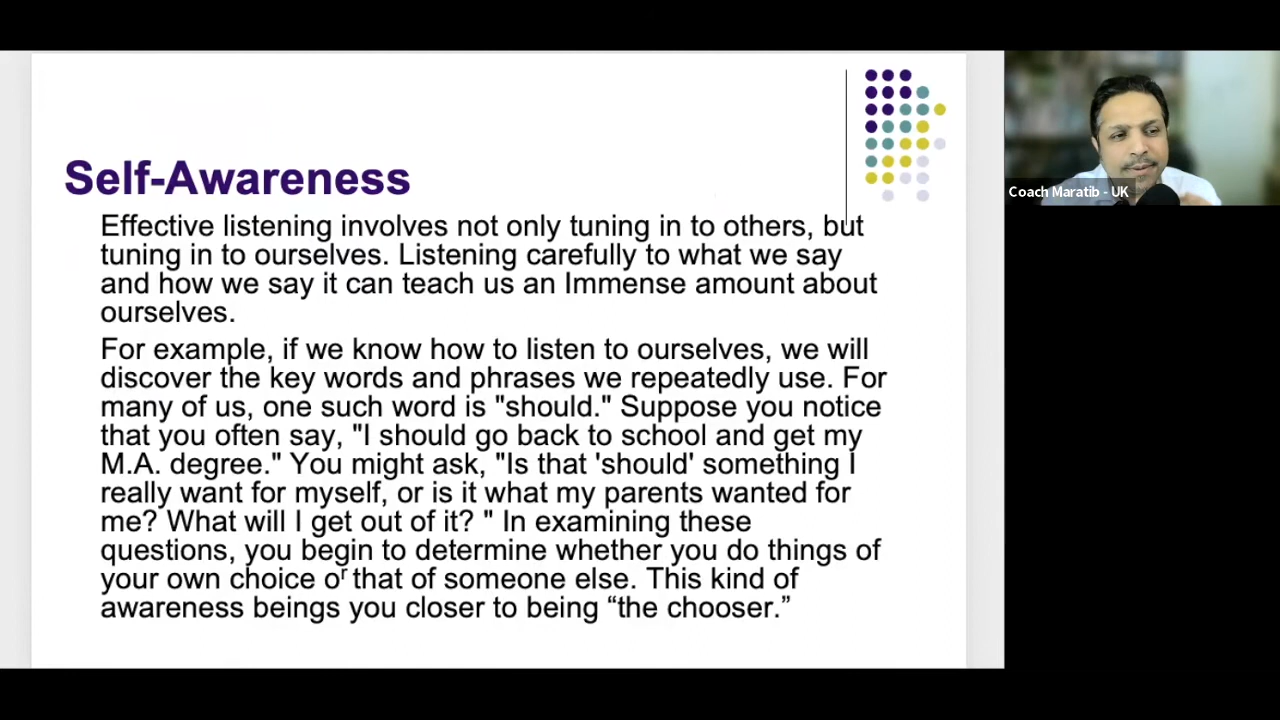 Self-Awareness
Effective listening involves not only tuning in to others, but
tuning in to ourselves. Listening carefully to what we say
and how we say it can teach us an Immense amount about
ourselves.
For example, if we know how to listen to ourselves, we will
discover the key words and phrases we repeatedly use. For
many of us, one such word is "should." Suppose you notice
that you often say, "I should go back to school and get my
M.A. degree." You might ask, "Is that 'should' something I
really want for myself, or is it what my parents wanted for
me? What will I get out of it? " In examining these
questions, you begin to determine whether you do things of
your own choice or that of someone else. This kind of
awareness beings you closer to being “the chooser.”
Coach Maratib - UK